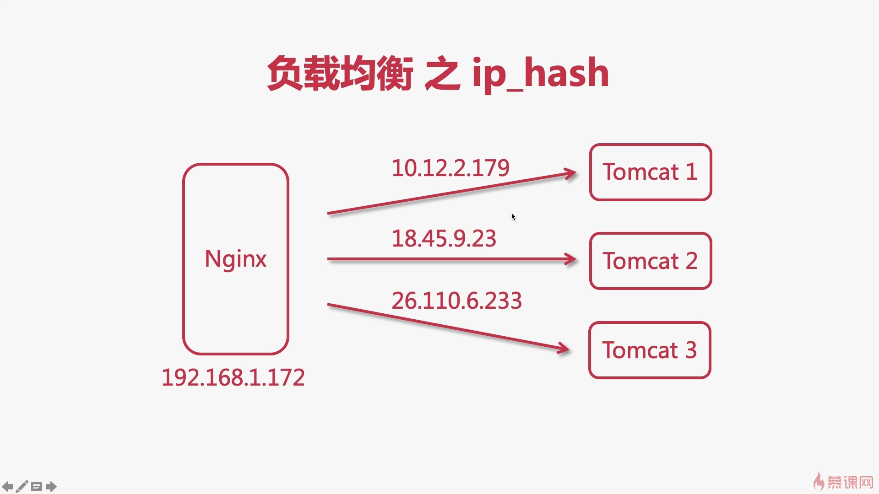 负载均衡 之 ip_hash
10.12.2.179
Tomcat 1
18.45.9.23
Nginx
Tomcat 2
26.110.6.233
Tomcat 3
192.168.1.172
慕课网